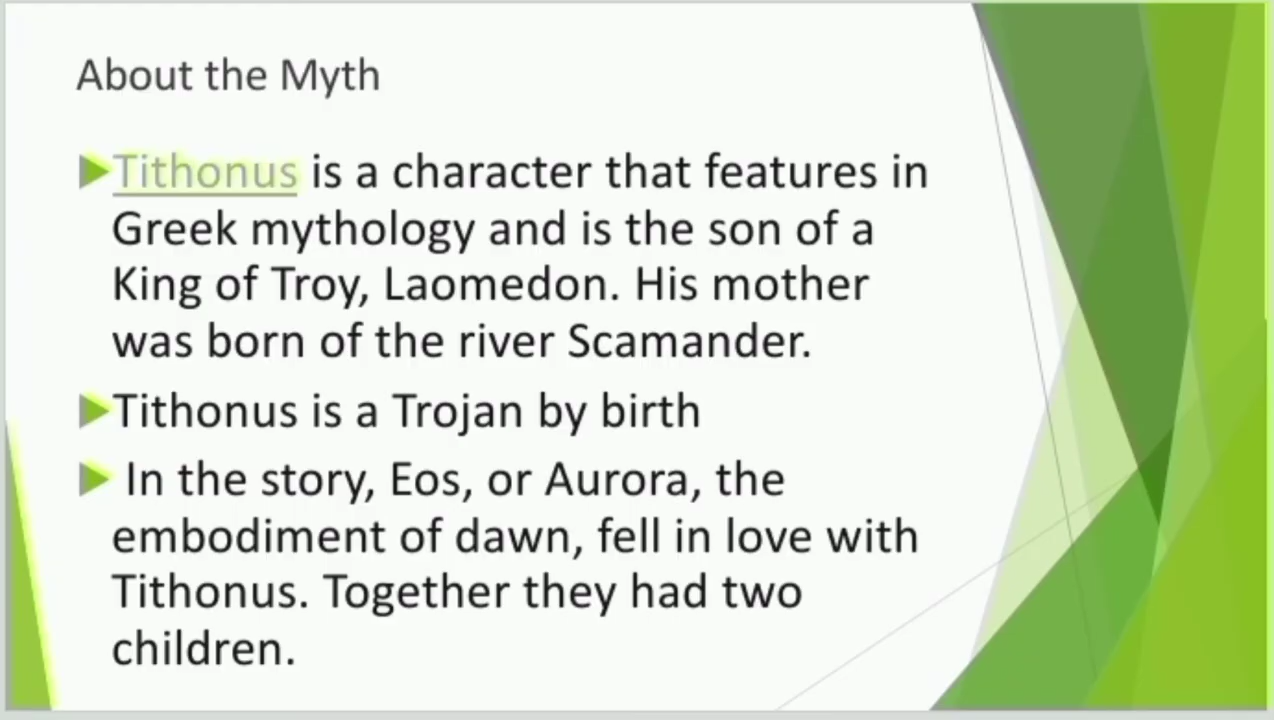 About the Myth
Tithonus is a character that features in
Greek mythology and is the son of a
King of Troy, Laomedon. His mother
was born of the river Scamander.
Tithonus is a Trojan by birth
In the story, Eos, or Aurora, the
embodiment of dawn, fell in love with
Tithonus. Together they had two
children.